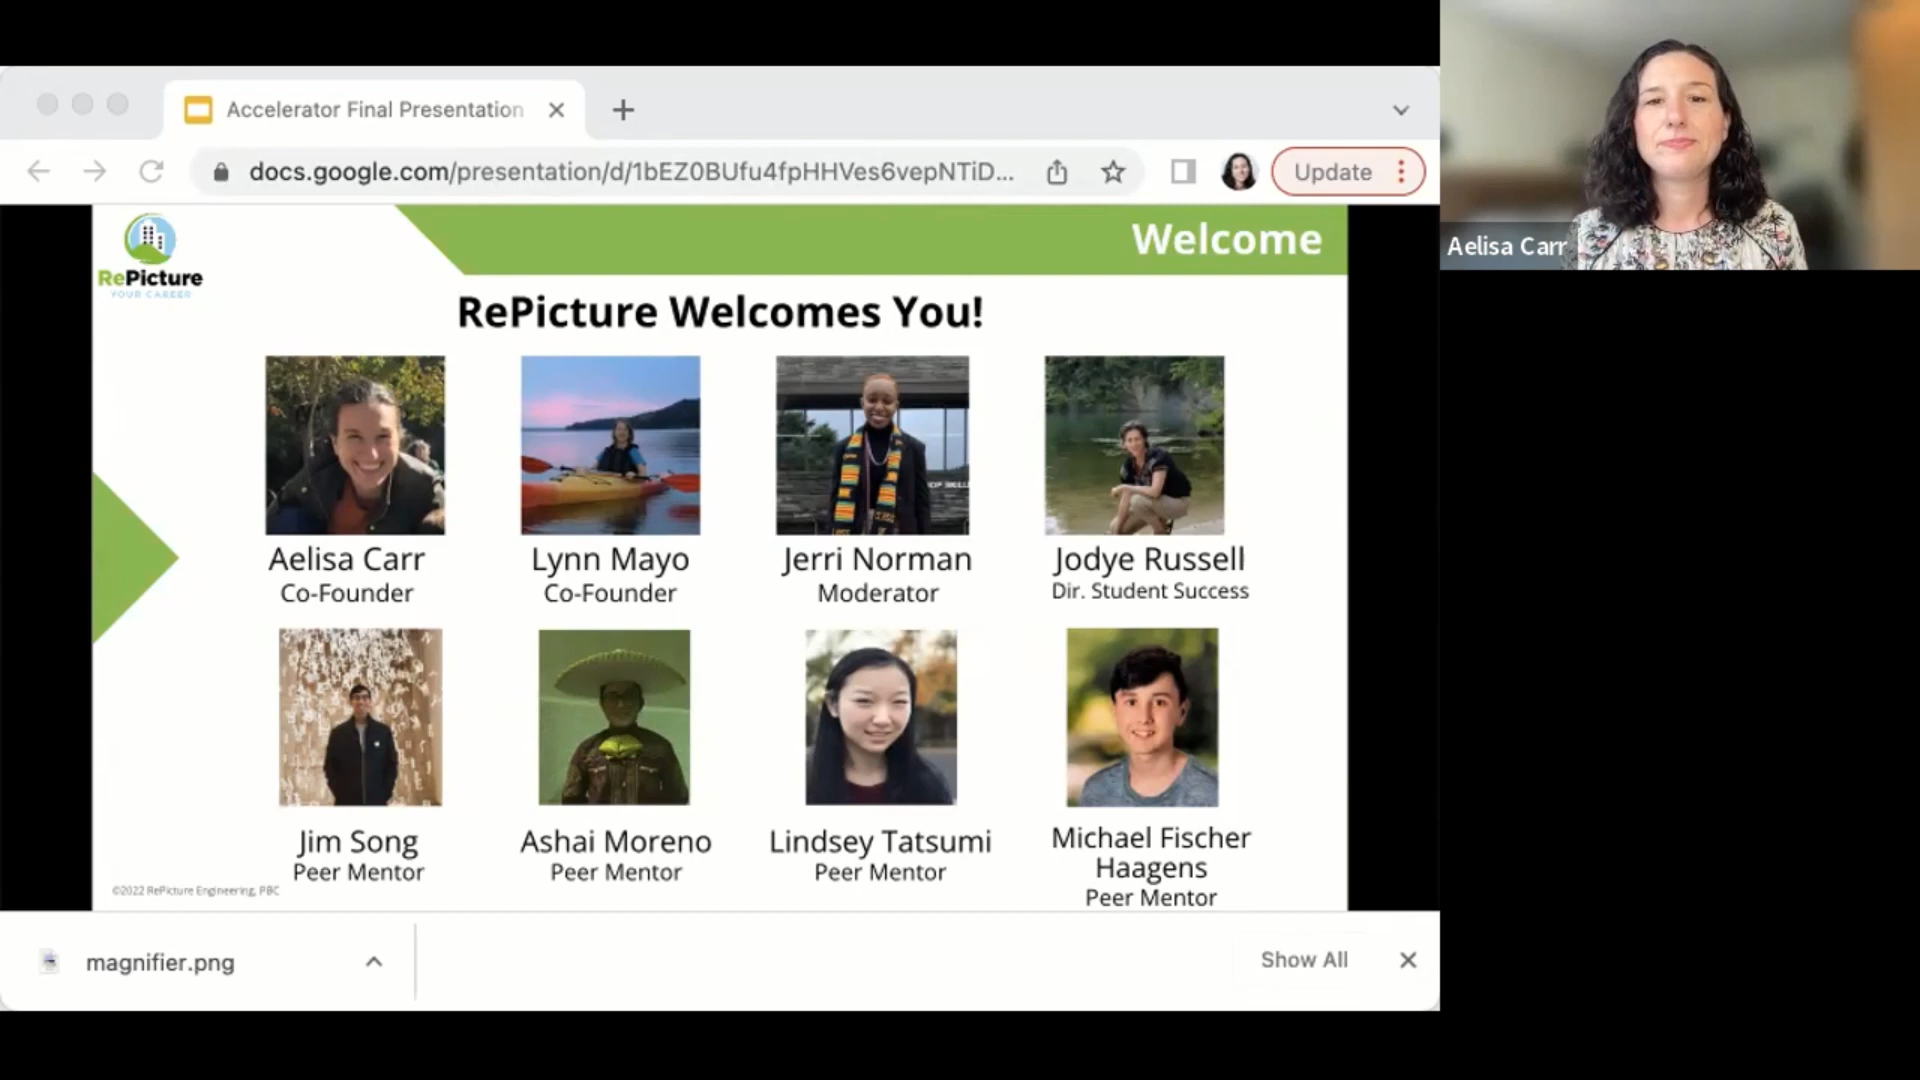 Accelerator Final Presentation
docs.google.com/presentation/d/1bEZ0BUfu4fpHHVes6vepNTiD...
Update
Aelisa Carr
RePicture
YOUR CAREER
Welcome
RePicture Welcomes You!
Aelisa Carr
Co-Founder
Lynn Mayo
Co-Founder
Jerri Norman
Moderator
Jodye Russell
Dir. Student Success
Jim Song
Peer Mentor
Ashai Moreno
Peer Mentor
Lindsey Tatsumi
Peer Mentor
Michael Fischer
Haagens
Peer Mentor
©2022 RePicture Engineering, PBC
magnifier.png
Show All